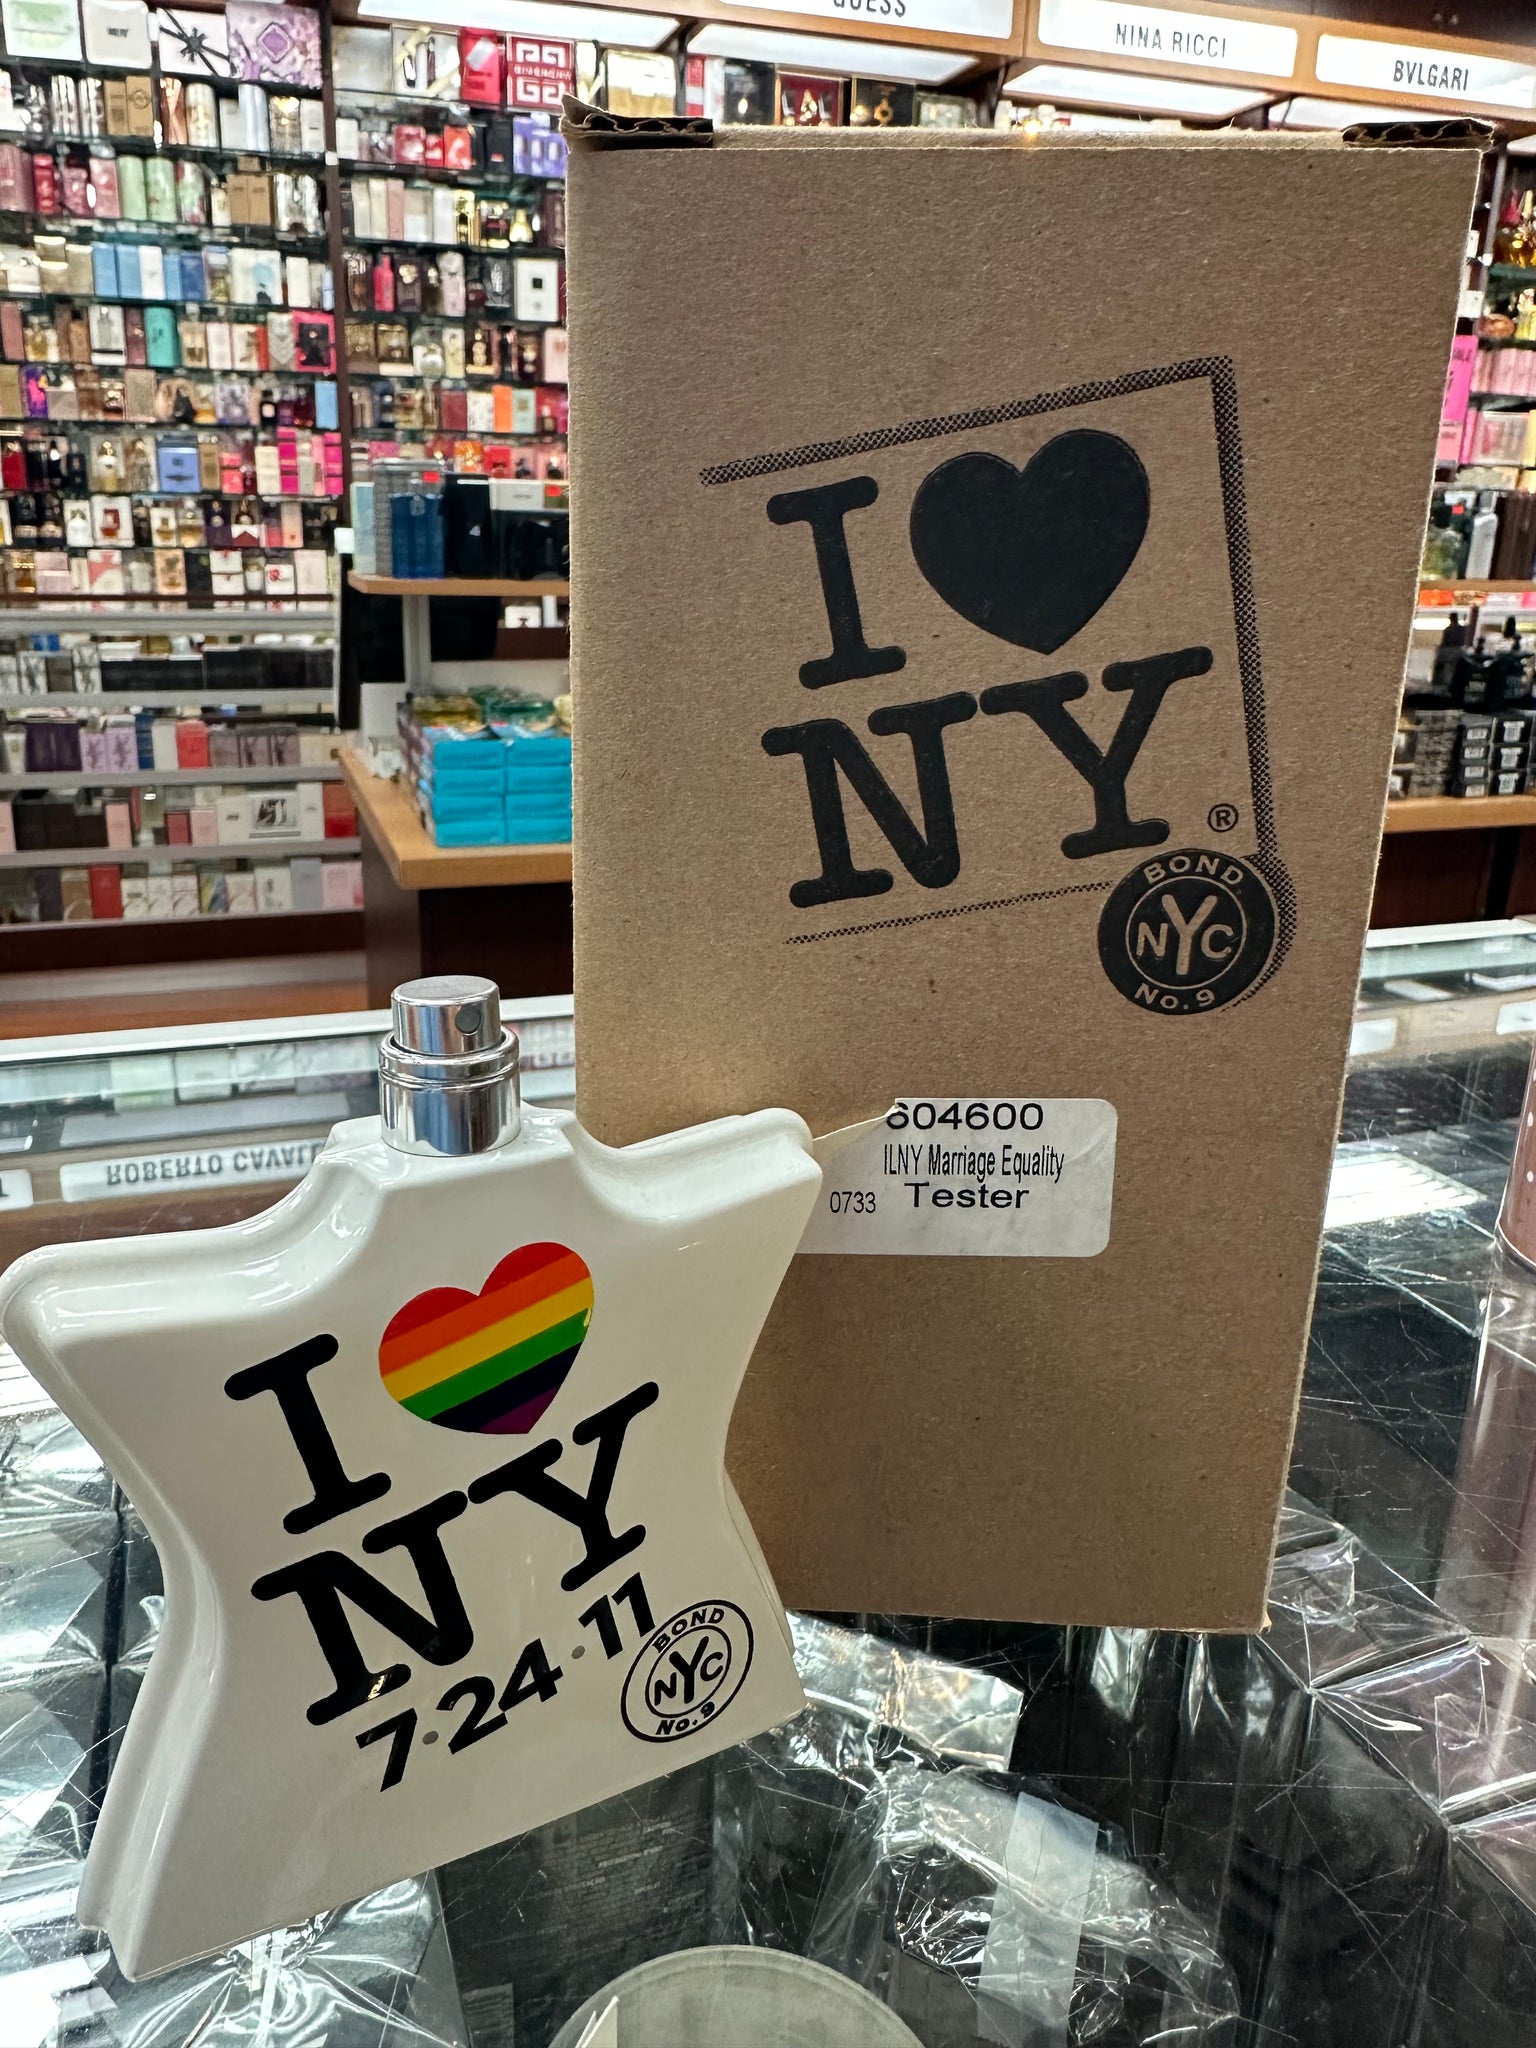 GUESS
NINA RICCI
BVLGARI
I ♥
NY®
BOND
NYC
No. 9
604600
ILNY Marriage Equality
0733 Tester
ROBERTO CAVALLI
I ♥
NY
7·24·11
BOND
NYC
No. 9